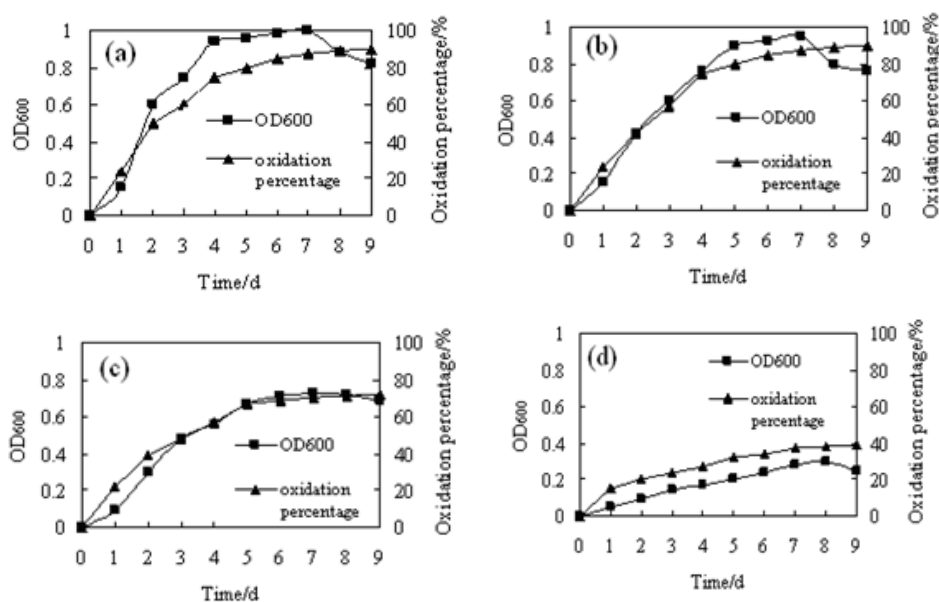 (a)
1
0.8
0.6
0.4
0.2
0
OD600
100
80
60
40
20
0
Oxidation percentage/%
OD600
oxidation
percentage
0 1 2 3 4 5 6 7 8 9
Time/d
(b)
1
0.8
0.6
0.4
0.2
0
OD600
100
80
60
40
20
0
Oxidation percentage/%
OD600
oxidation
percentage
0 1 2 3 4 5 6 7 8 9
Time/d
(c)
1
0.8
0.6
0.4
0.2
0
OD600
100
80
60
40
20
0
Oxidation percentage/%
OD600
oxidation
percentage
0 1 2 3 4 5 6 7 8 9
Time/d
(d)
1
0.8
0.6
0.4
0.2
0
OD600
100
80
60
40
20
0
Oxidation percentage/%
OD600
oxidation
percentage
0 1 2 3 4 5 6 7 8 9
Time/d